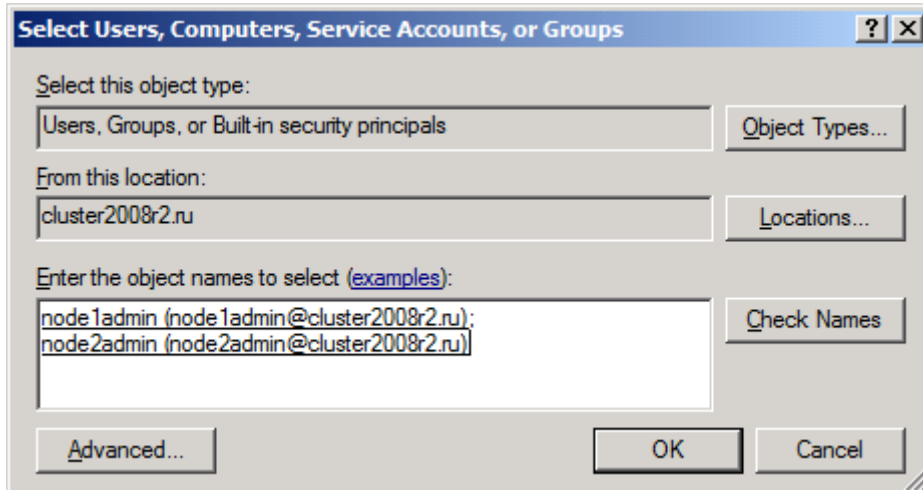 Select Users, Computers, Service Accounts, or Groups
Select this object type:
Users, Groups, or Built-in security principals
Object Types...
From this location:
cluster2008r2.ru
Locations...
Enter the object names to select (examples):
node1admin (node1admin@cluster2008r2.ru);
node2admin (node2admin@cluster2008r2.ru)
Check Names
Advanced...
OK
Cancel